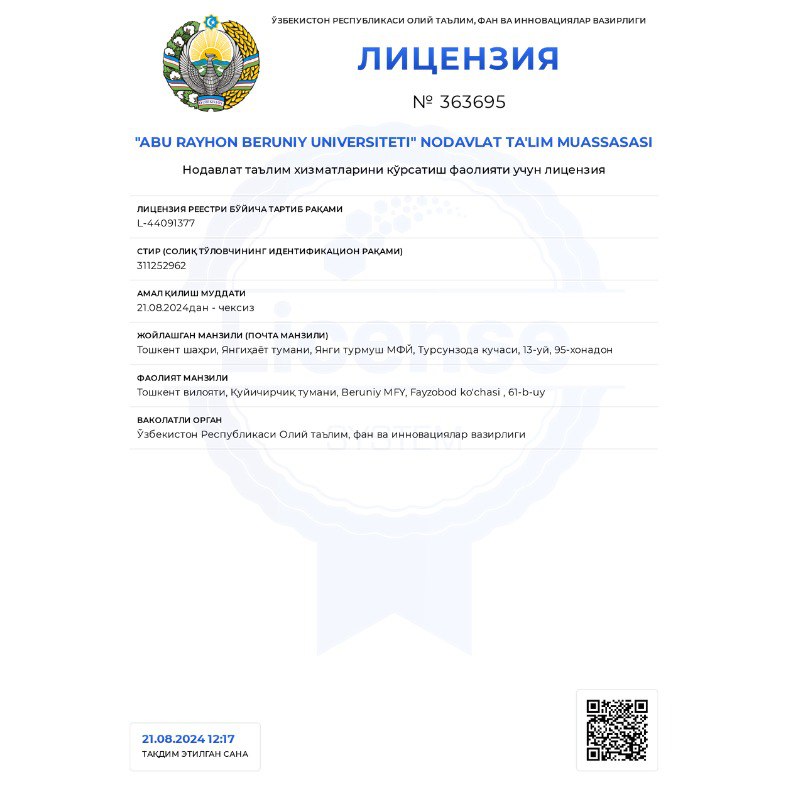 ЎЗБЕКИСТОН РЕСПУБЛИКАСИ ОЛИЙ ТАЪЛИМ, ФАН ВА ИННОВАЦИЯЛАР ВАЗИРЛИГИ
ЛИЦЕНЗИЯ
№ 363695
"ABU RAYHON BERUNIY UNIVERSITETI" NODAVLAT TA'LIM MUASSASASI
Нодавлат таълим хизматларини кўрсатиш фаолияти учун лицензия
ЛИЦЕНЗИЯ РЕЕСТРИ БЎЙИЧА ТАРТИБ РАҚАМИ
L-44091377
СТИР (СОЛИҚ ТЎЛОВЧИНИНГ ИДЕНТИФИКАЦИОН РАҚАМИ)
311252962
АМАЛ ҚИЛИШ МУДДАТИ
21.08.2024дан - чексиз
License
ЖОЙЛАШГАН МАНЗИЛИ (ПОЧТА МАНЗИЛИ)
Тошкент шаҳри, Янгиҳаёт тумани, Янги турмуш МФЙ, Турсунзода кучаси, 13-уй, 95-хонадон
ФАОЛИЯТ МАНЗИЛИ
Тошкент вилояти, Қуйичирчиқ тумани, Beruniy MFY, Fayzobod ko'chasi , 61-b-uy
ВАКОЛАТЛИ ОРГАН
Ўзбекистон Республикаси Олий таълим, фан ва инновациялар вазирлиги
SYSTEM
21.08.2024 12:17
ТАҚДИМ ЭТИЛГАН САНА